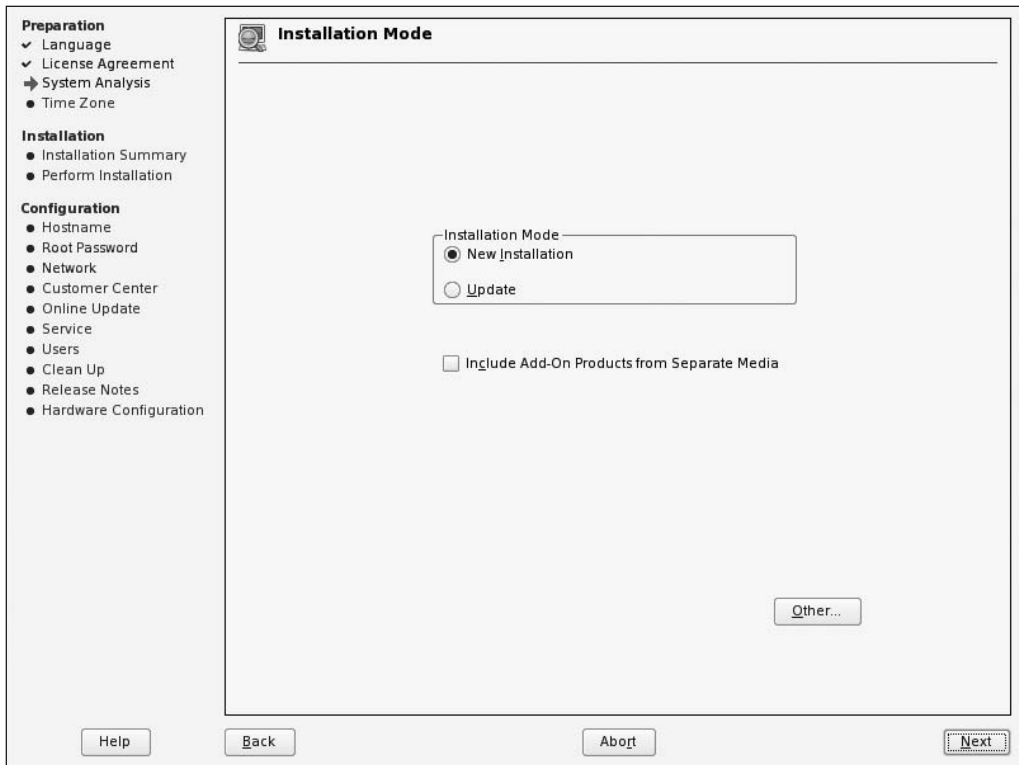 Preparation
Language
License Agreement
System Analysis
Time Zone
Installation
Installation Summary
Perform Installation
Configuration
Hostname
Root Password
Network
Customer Center
Online Update
Service
Users
Clean Up
Release Notes
Hardware Configuration
Installation Mode
Installation Mode
New Installation
Update
Include Add-On Products from Separate Media
Other...
Help
Back
Abort
Next